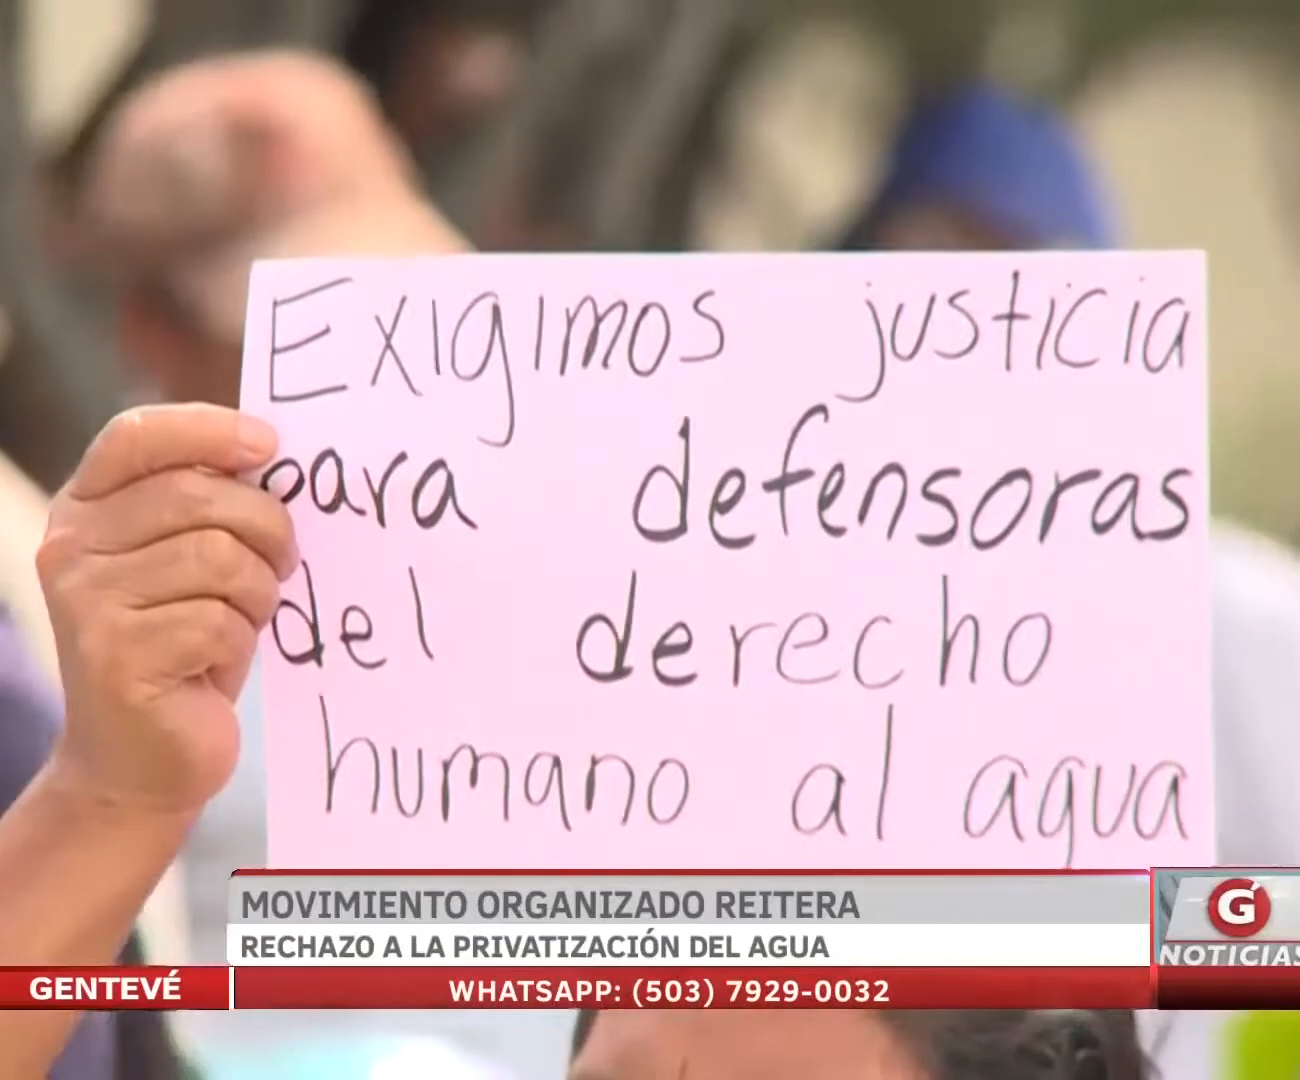 Exigimos justicia
para defensoras
del derecho
humano al agua
MOVIMIENTO ORGANIZADO REITERA
RECHAZO A LA PRIVATIZACIÓN DEL AGUA
G
NOTICIAS
GENTEVÉ
WHATSAPP: (503) 7929-0032